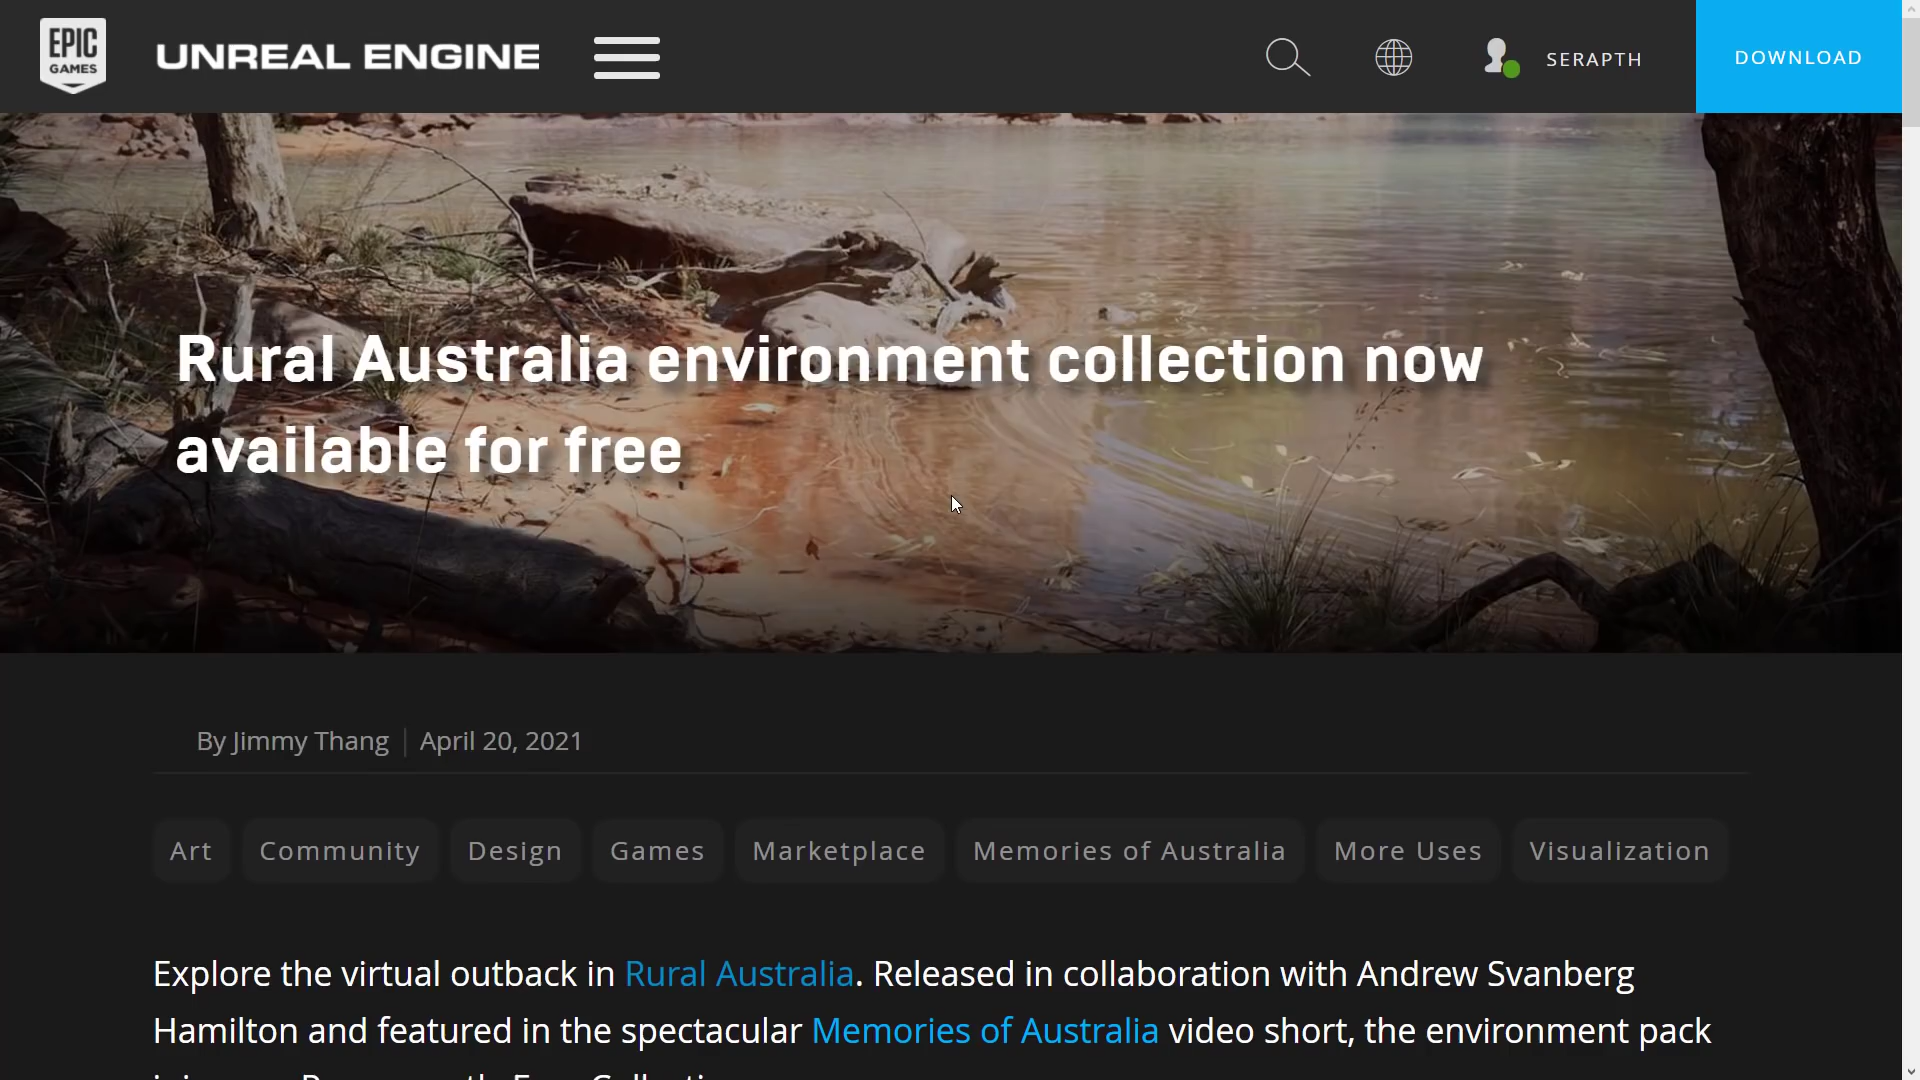 EPIC
GAMES
UNREAL ENGINE
SERAPTH
DOWNLOAD
Rural Australia environment collection now
available for free
By Jimmy Thang | April 20, 2021
Art Community Design Games Marketplace Memories of Australia More Uses Visualization
Explore the virtual outback in Rural Australia. Released in collaboration with Andrew Svanberg
Hamilton and featured in the spectacular Memories of Australia video short, the environment pack